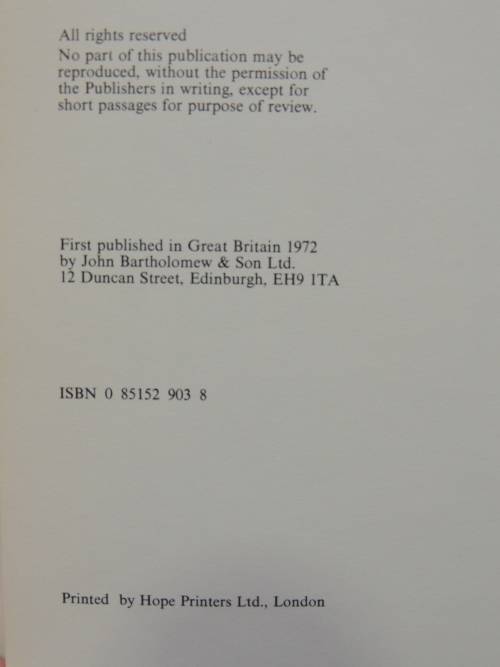 All rights reserved
No part of this publication may be
reproduced, without the permission of
the Publishers in writing, except for
short passages for purpose of review.
First published in Great Britain 1972
by John Bartholomew & Son Ltd.
12 Duncan Street, Edinburgh, EH9 1TA
ISBN 0 85152 903 8
Printed by Hope Printers Ltd., London